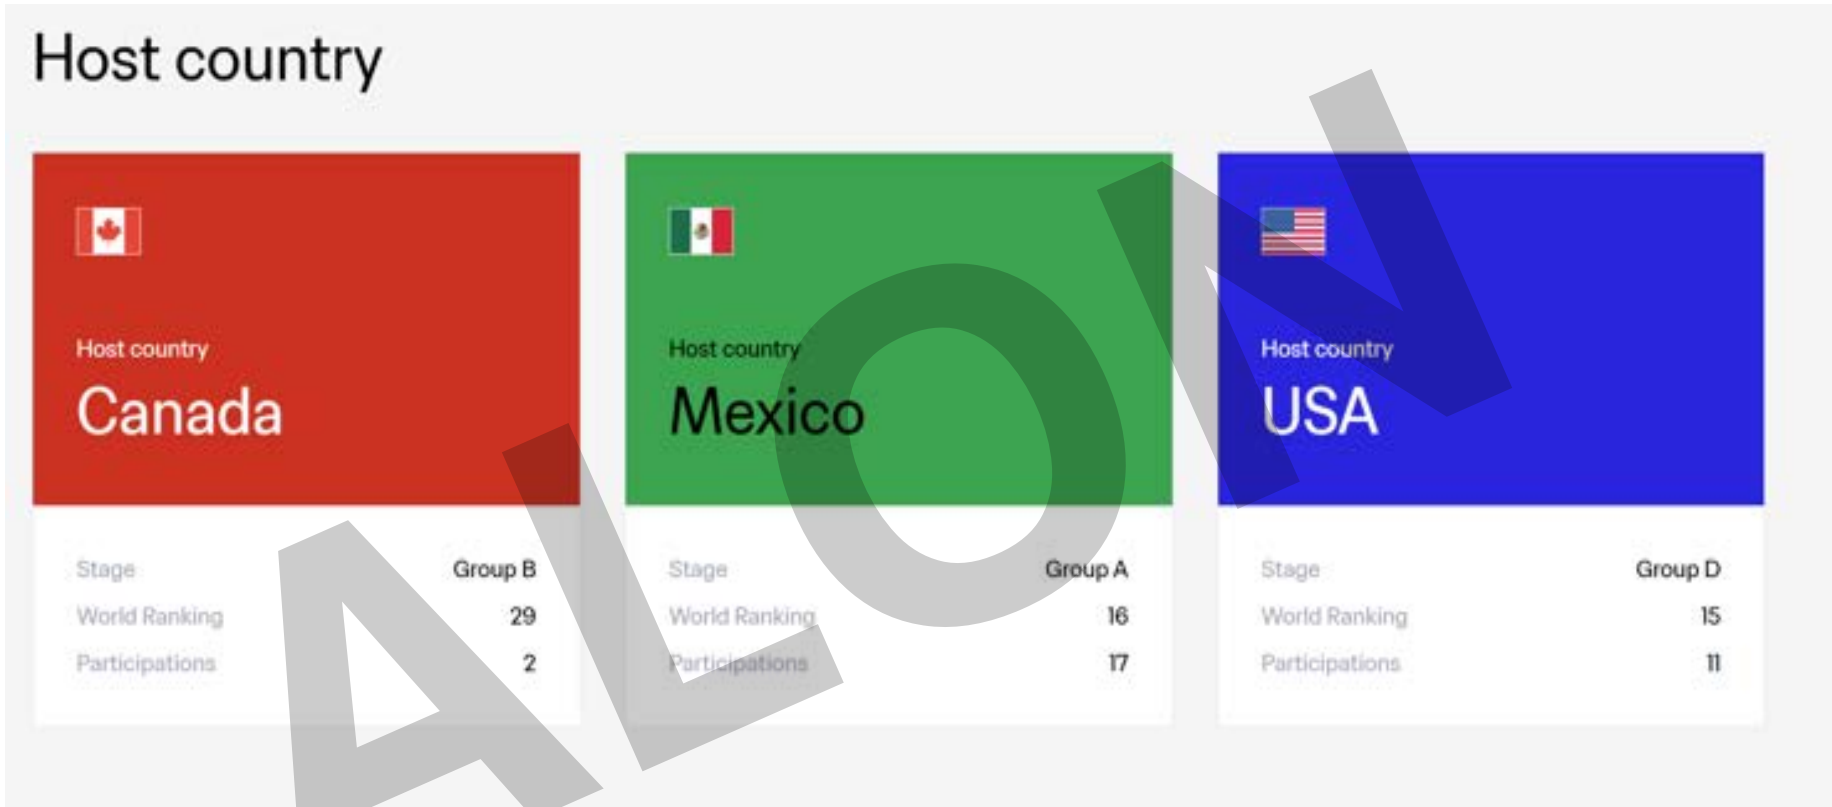 Host country
Host country
Canada
Stage Group B
World Ranking 29
Participations 2
Host country
Mexico
Stage Group A
World Ranking 16
Participations 17
Host country
USA
Stage Group D
World Ranking 15
Participations 11
ALON